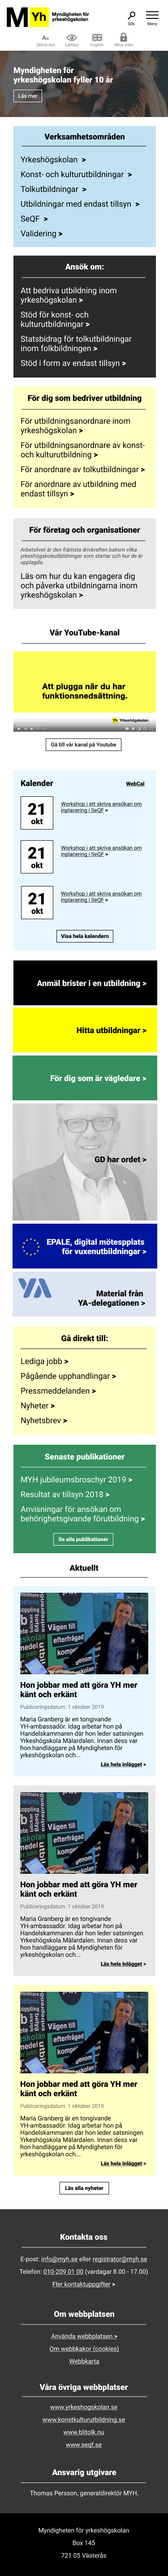 M Yh Myndigheten för
yrkeshögskolan
Sök
Meny
Aa
Större text
Lättläst
English
Mina sidor
Myndigheten för
yrkeshögskolan fyller 10 år
Läs mer
Verksamhetsområden
Yrkeshögskolan >
Konst- och kulturutbildningar >
Tolkutbildningar >
Utbildningar med endast tillsyn >
SeQF >
Validering >
Ansök om:
Att bedriva utbildning inom
yrkeshögskolan >
Stöd för konst- och
kulturutbildningar >
Statsbidrag för tolkutbildningar
inom folkbildningen >
Stöd i form av endast tillsyn >
För dig som bedriver utbildning
För utbildningsanordnare inom
yrkeshögskolan >
För utbildningsanordnare av konst-
och kulturutbildning >
För anordnare av tolkutbildningar >
För anordnare av utbildning med
endast tillsyn >
För företag och organisationer
Arbetslivet är den främsta drivkraften bakom vilka
yrkeshögskoleutbildningar som startar och hur de är
upplagda.
Läs om hur du kan engagera dig
och påverka utbildningarna inom
yrkeshögskolan >
Vår YouTube-kanal
Att plugga när du har
funktionsnedsättning.
Yh Yrkeshögskolan
Gå till vår kanal på Youtube
Kalender
WebCal
21
okt
Workshop i att skriva ansökan om
inplacering i SeQF >
21
okt
Workshop i att skriva ansökan om
inplacering i SeQF >
21
okt
Workshop i att skriva ansökan om
inplacering i SeQF >
Visa hela kalendern
Anmäl brister i en utbildning >
Hitta utbildningar >
För dig som är vägledare >
GD har ordet >
EPALE, digital mötesppats
för vuxenutbildningar >
YA
Material från
YA-delegationen >
Gå direkt till:
Lediga jobb >
Pågående upphandlingar >
Pressmeddelanden >
Nyheter >
Nyhetsbrev >
Senaste publikationer
MYH jubileumsbroschyr 2019 >
Resultat av tillsyn 2018 >
Anvisningar för ansökan om
behörighetsgivande förutbildning >
Se alla publikationer
Aktuellt
Vägen till
efterfrågad
kompetens
Hon jobbar med att göra YH mer
känt och erkänt
Publiceringsdatum: 1 oktober 2019
Maria Granberg är en tongivande
YH-ambassadör. Idag arbetar hon på
Handelskammaren där hon leder satsningen
Yrkeshögskola Mälardalen. Innan dess var
hon handläggare på Myndigheten för
yrkeshögskolan och...
Läs hela inlägget >
Vägen till
efterfrågad
kompetens
Hon jobbar med att göra YH mer
känt och erkänt
Publiceringsdatum: 1 oktober 2019
Maria Granberg är en tongivande
YH-ambassadör. Idag arbetar hon på
Handelskammaren där hon leder satsningen
Yrkeshögskola Mälardalen. Innan dess var
hon handläggare på Myndigheten för
yrkeshögskolan och...
Läs hela inlägget >
Vägen till
efterfrågad
kompetens
Hon jobbar med att göra YH mer
känt och erkänt
Publiceringsdatum: 1 oktober 2019
Maria Granberg är en tongivande
YH-ambassadör. Idag arbetar hon på
Handelskammaren där hon leder satsningen
Yrkeshögskola Mälardalen. Innan dess var
hon handläggare på Myndigheten för
yrkeshögskolan och...
Läs hela inlägget >
Läs alla nyheter
Kontakta oss
E-post: info@myh.se eller registrator@myh.se
Telefon: 010-209 01 00 (vardagar 8.00 - 17.00)
Fler kontaktuppgifter >
Om webbplatsen
Använda webbplatsen >
Om webbkakor (cookies)
Webbkarta
Våra övriga webbplatser
www.yrkeshogskolan.se
www.konstkulturutbildning.se
www.blitolk.nu
www.seqf.se
Ansvarig utgivare
Thomas Persson, generaldirektör MYH.
Myndigheten för yrkeshögskolan
Box 145
721 05 Västerås